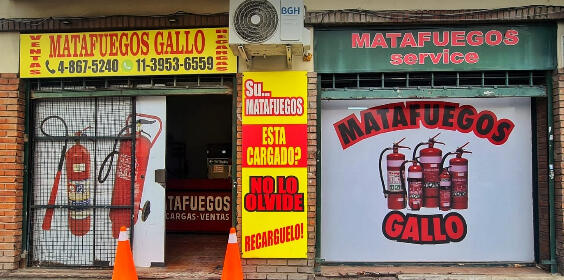 VENTAS
MATAFUEGOS GALLO
RECARGAS
4-867-5240 11-3953-6559
BGH
MATAFUEGOS
service
Su...
MATAFUEGOS
ESTA
CARGADO?
NO LO
OLVIDE
RECARGUELO!
MATAFUEGOS
GALLO
TAFUEGOS
CARGAS-VENTAS